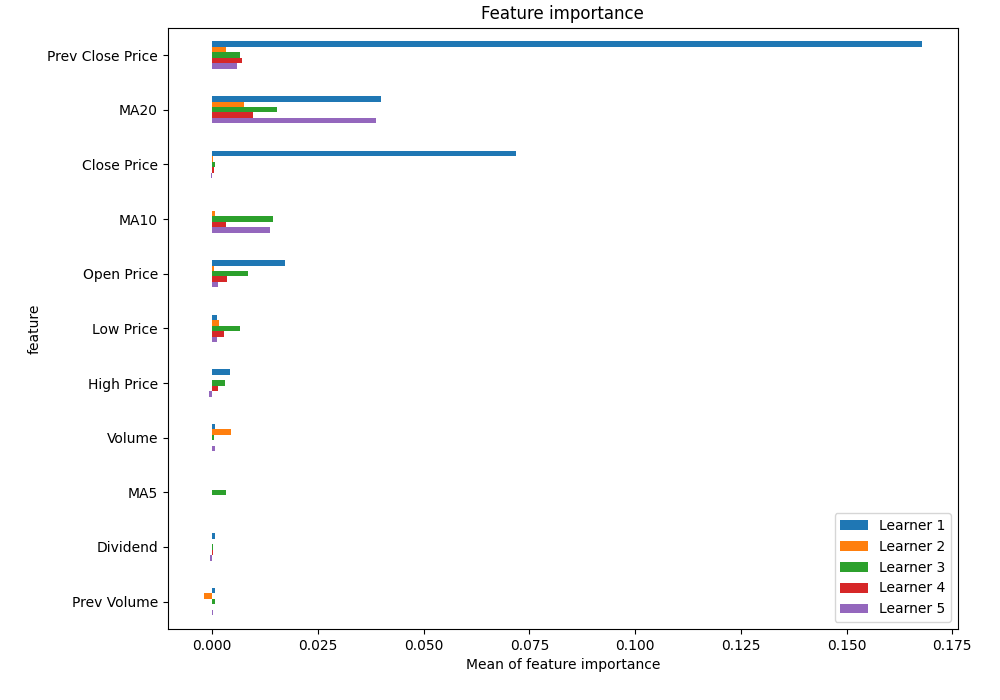 Feature importance
feature
Prev Close Price
MA20
Close Price
MA10
Open Price
Low Price
High Price
Volume
MA5
Dividend
Prev Volume
Learner 1
Learner 2
Learner 3
Learner 4
Learner 5
0.000 0.025 0.050 0.075 0.100 0.125 0.150 0.175
Mean of feature importance